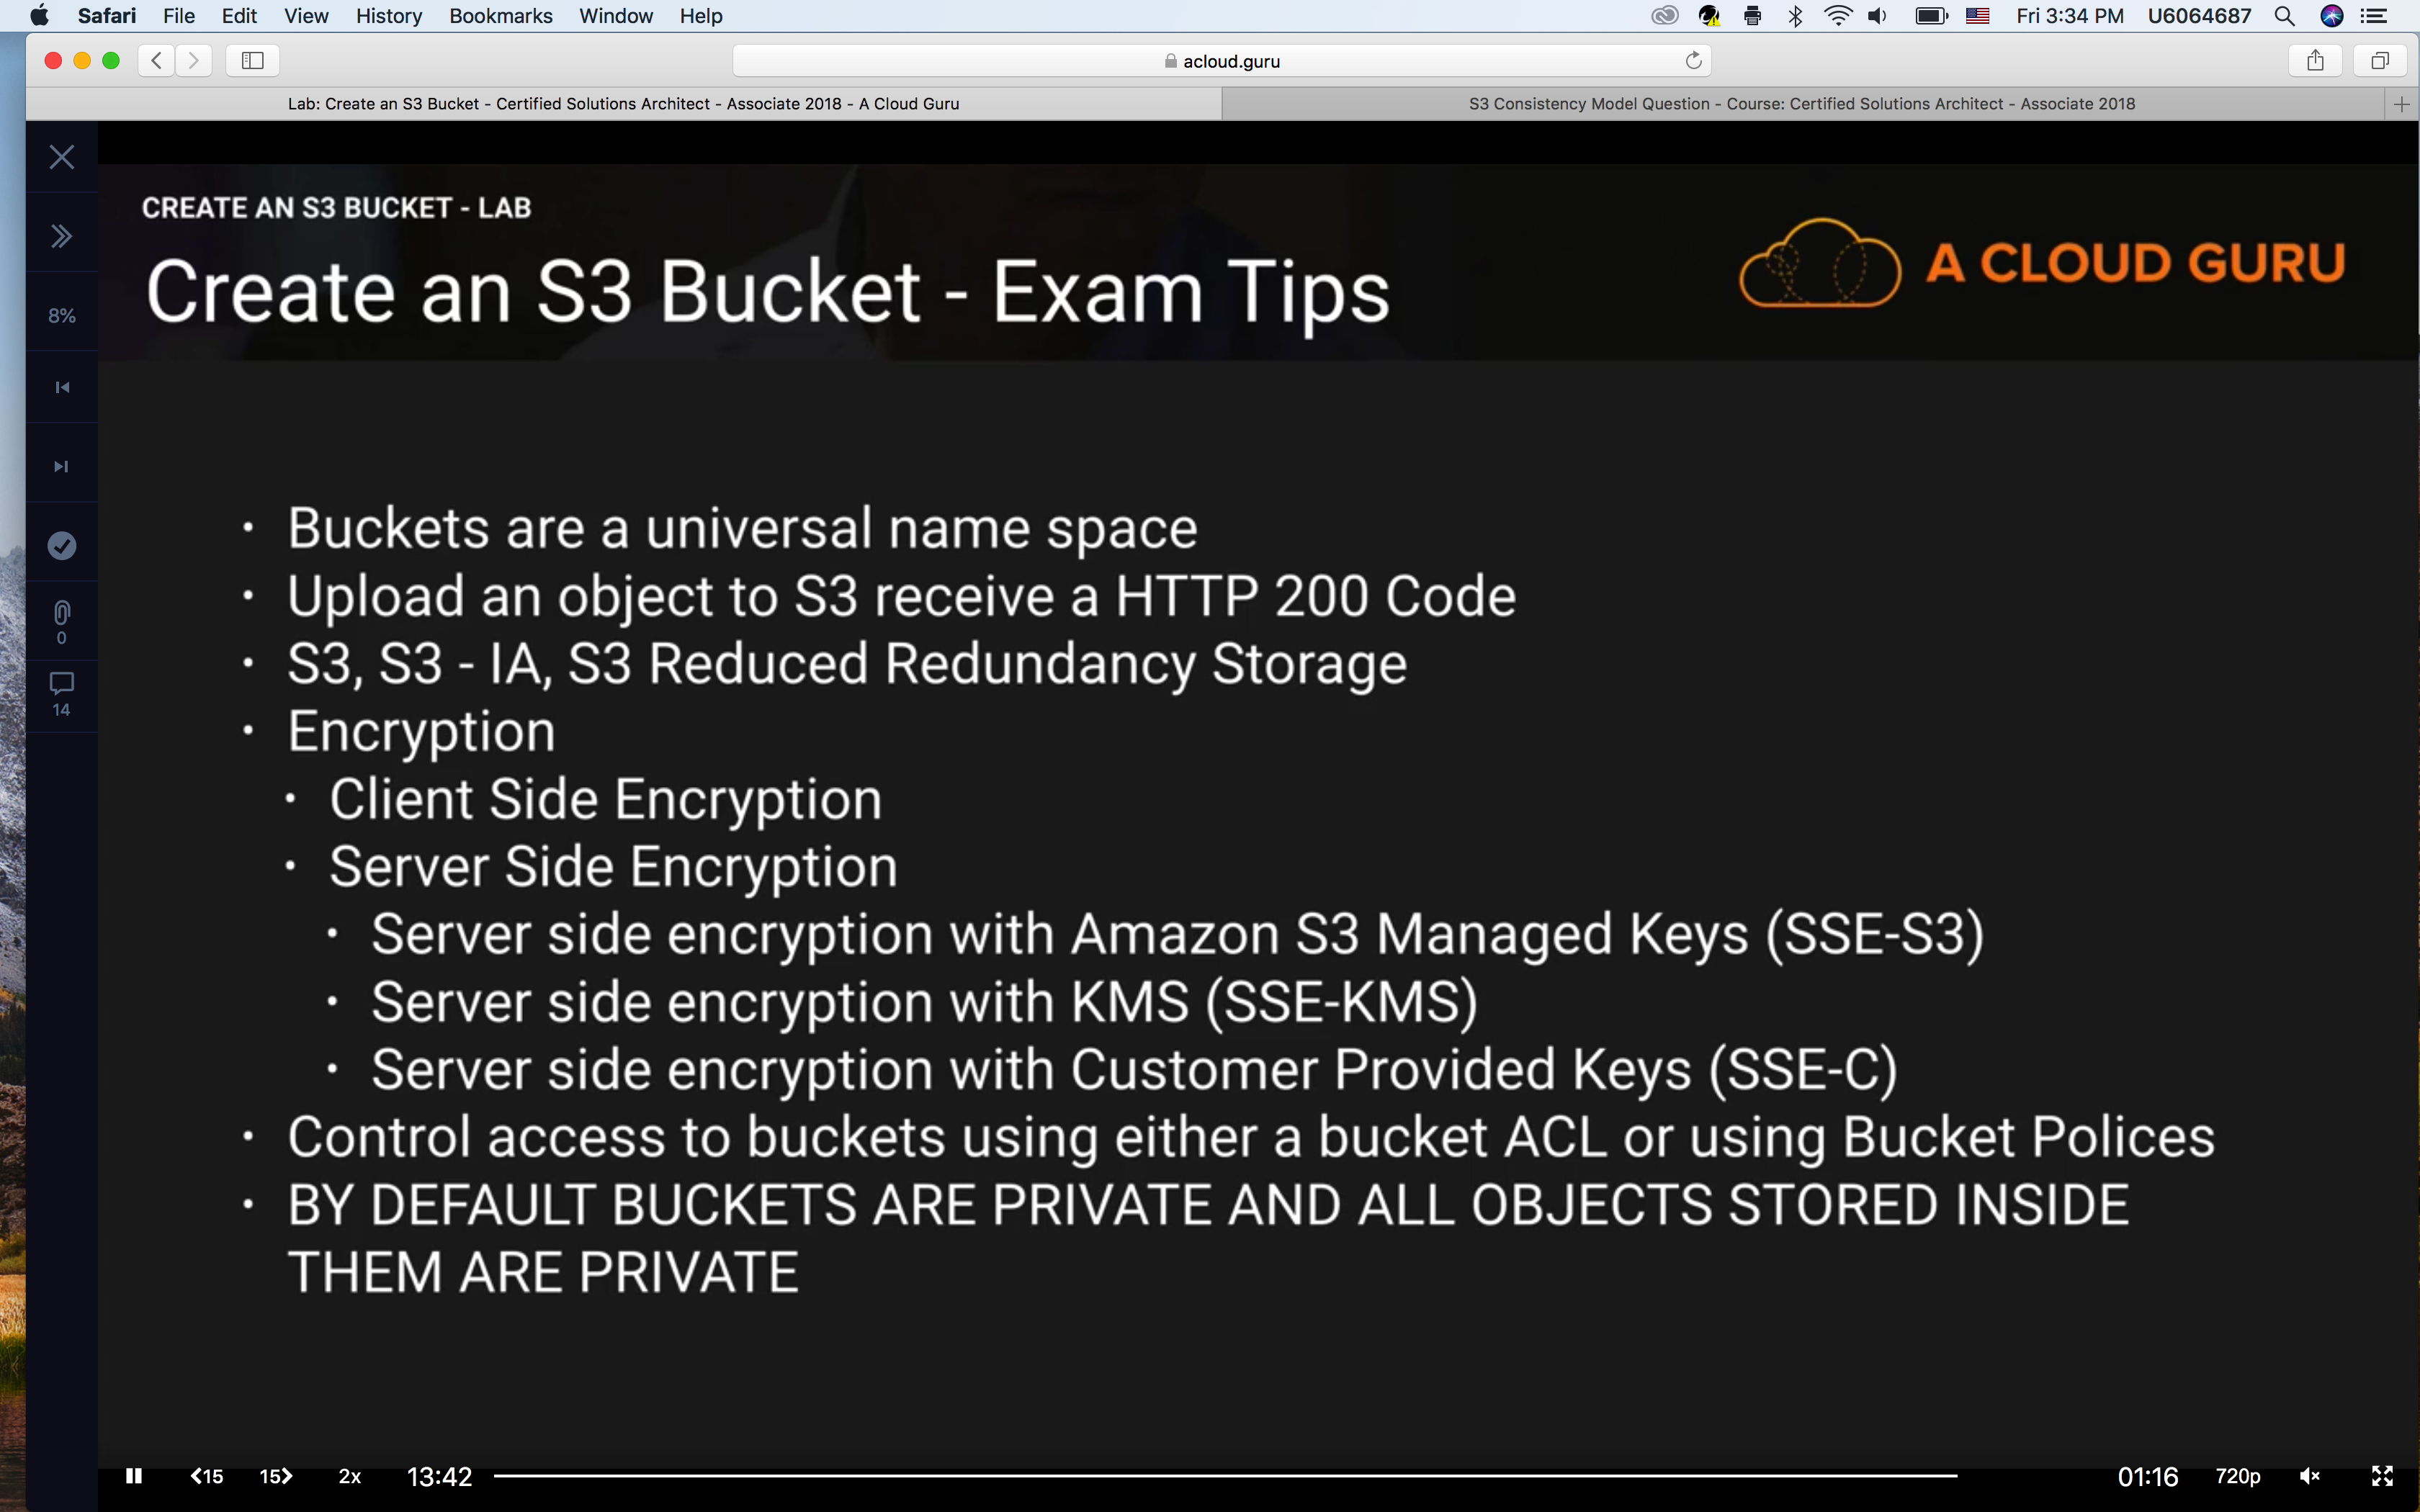 Safari File Edit View History Bookmarks Window Help Fri 3:34 PM U6064687
acloud.guru
Lab: Create an S3 Bucket - Certified Solutions Architect - Associate 2018 - A Cloud Guru
S3 Consistency Model Question - Course: Certified Solutions Architect - Associate 2018
CREATE AN S3 BUCKET - LAB
Create an S3 Bucket - Exam Tips
A CLOUD GURU
8%
0
14
• Buckets are a universal name space
• Upload an object to S3 receive a HTTP 200 Code
• S3, S3 - IA, S3 Reduced Redundancy Storage
• Encryption
• Client Side Encryption
• Server Side Encryption
• Server side encryption with Amazon S3 Managed Keys (SSE-S3)
• Server side encryption with KMS (SSE-KMS)
• Server side encryption with Customer Provided Keys (SSE-C)
• Control access to buckets using either a bucket ACL or using Bucket Polices
• BY DEFAULT BUCKETS ARE PRIVATE AND ALL OBJECTS STORED INSIDE
THEM ARE PRIVATE
15 15 2x 13:42 01:16 720p